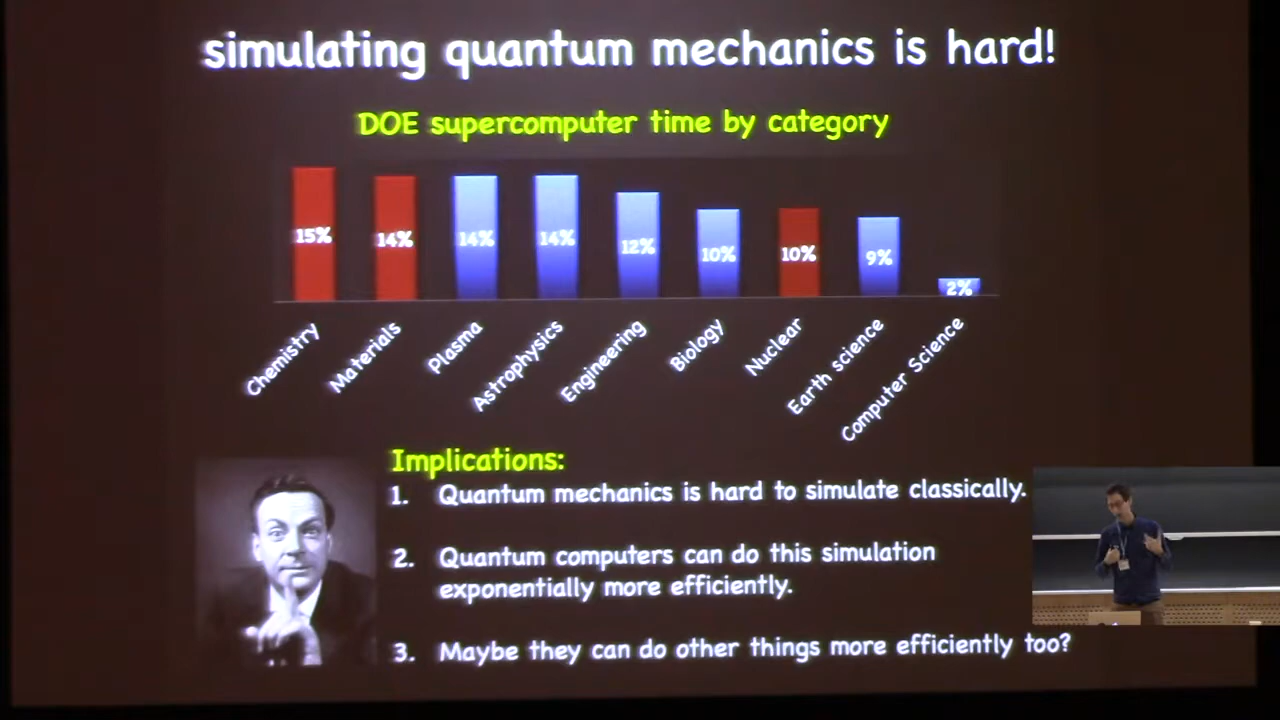 simulating quantum mechanics is hard!
DOE supercomputer time by category
15%
14%
14%
14%
12%
10%
10%
9%
2%
Chemistry
Materials
Plasma
Astrophysics
Engineering
Biology
Nuclear
Earth science
Computer Science
Implications:
1. Quantum mechanics is hard to simulate classically.
2. Quantum computers can do this simulation
exponentially more efficiently.
3. Maybe they can do other things more efficiently too?